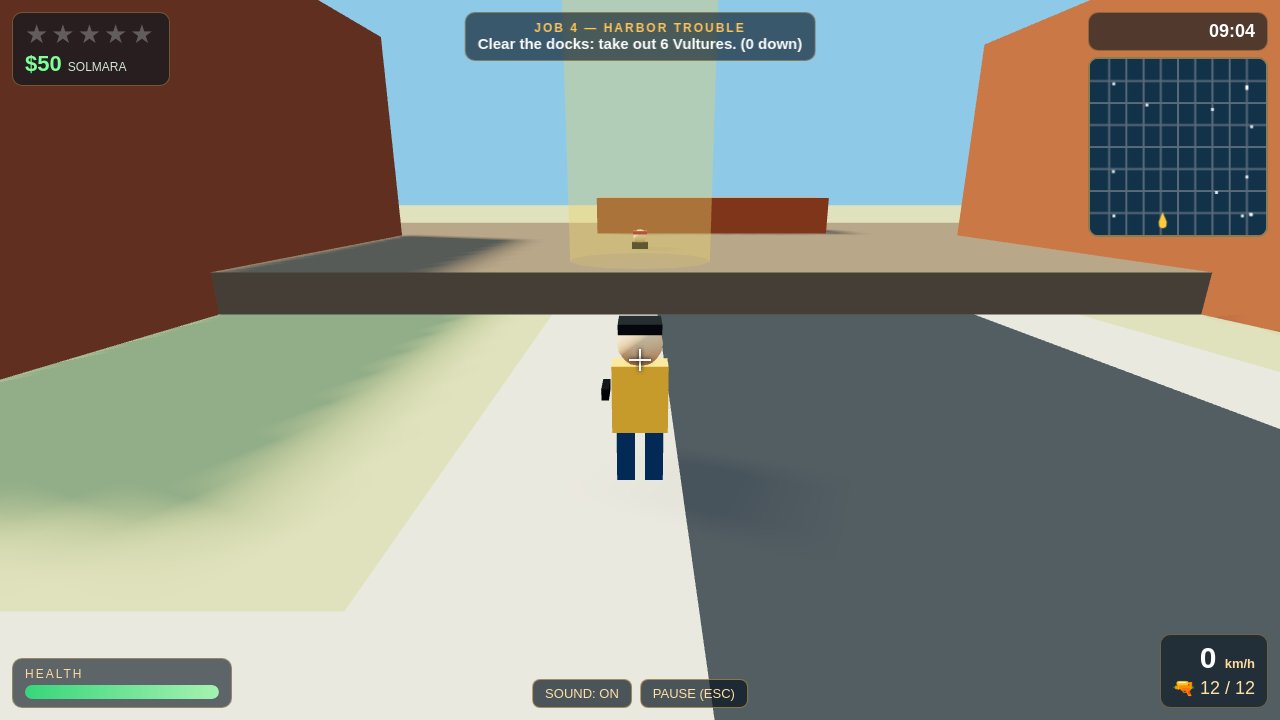 $50 SOLMARA
JOB 4 — HARBOR TROUBLE
Clear the docks: take out 6 Vultures. (0 down)
09:04
HEALTH
SOUND: ON
PAUSE (ESC)
0 km/h
12 / 12